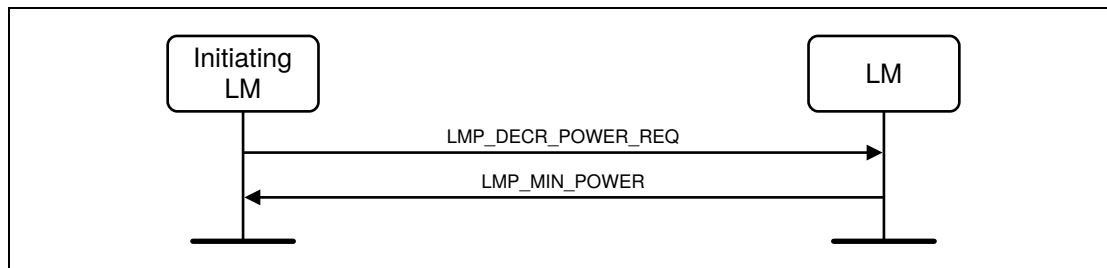 Initiating
LM
LM
LMP_DECR_POWER_REQ
LMP_MIN_POWER